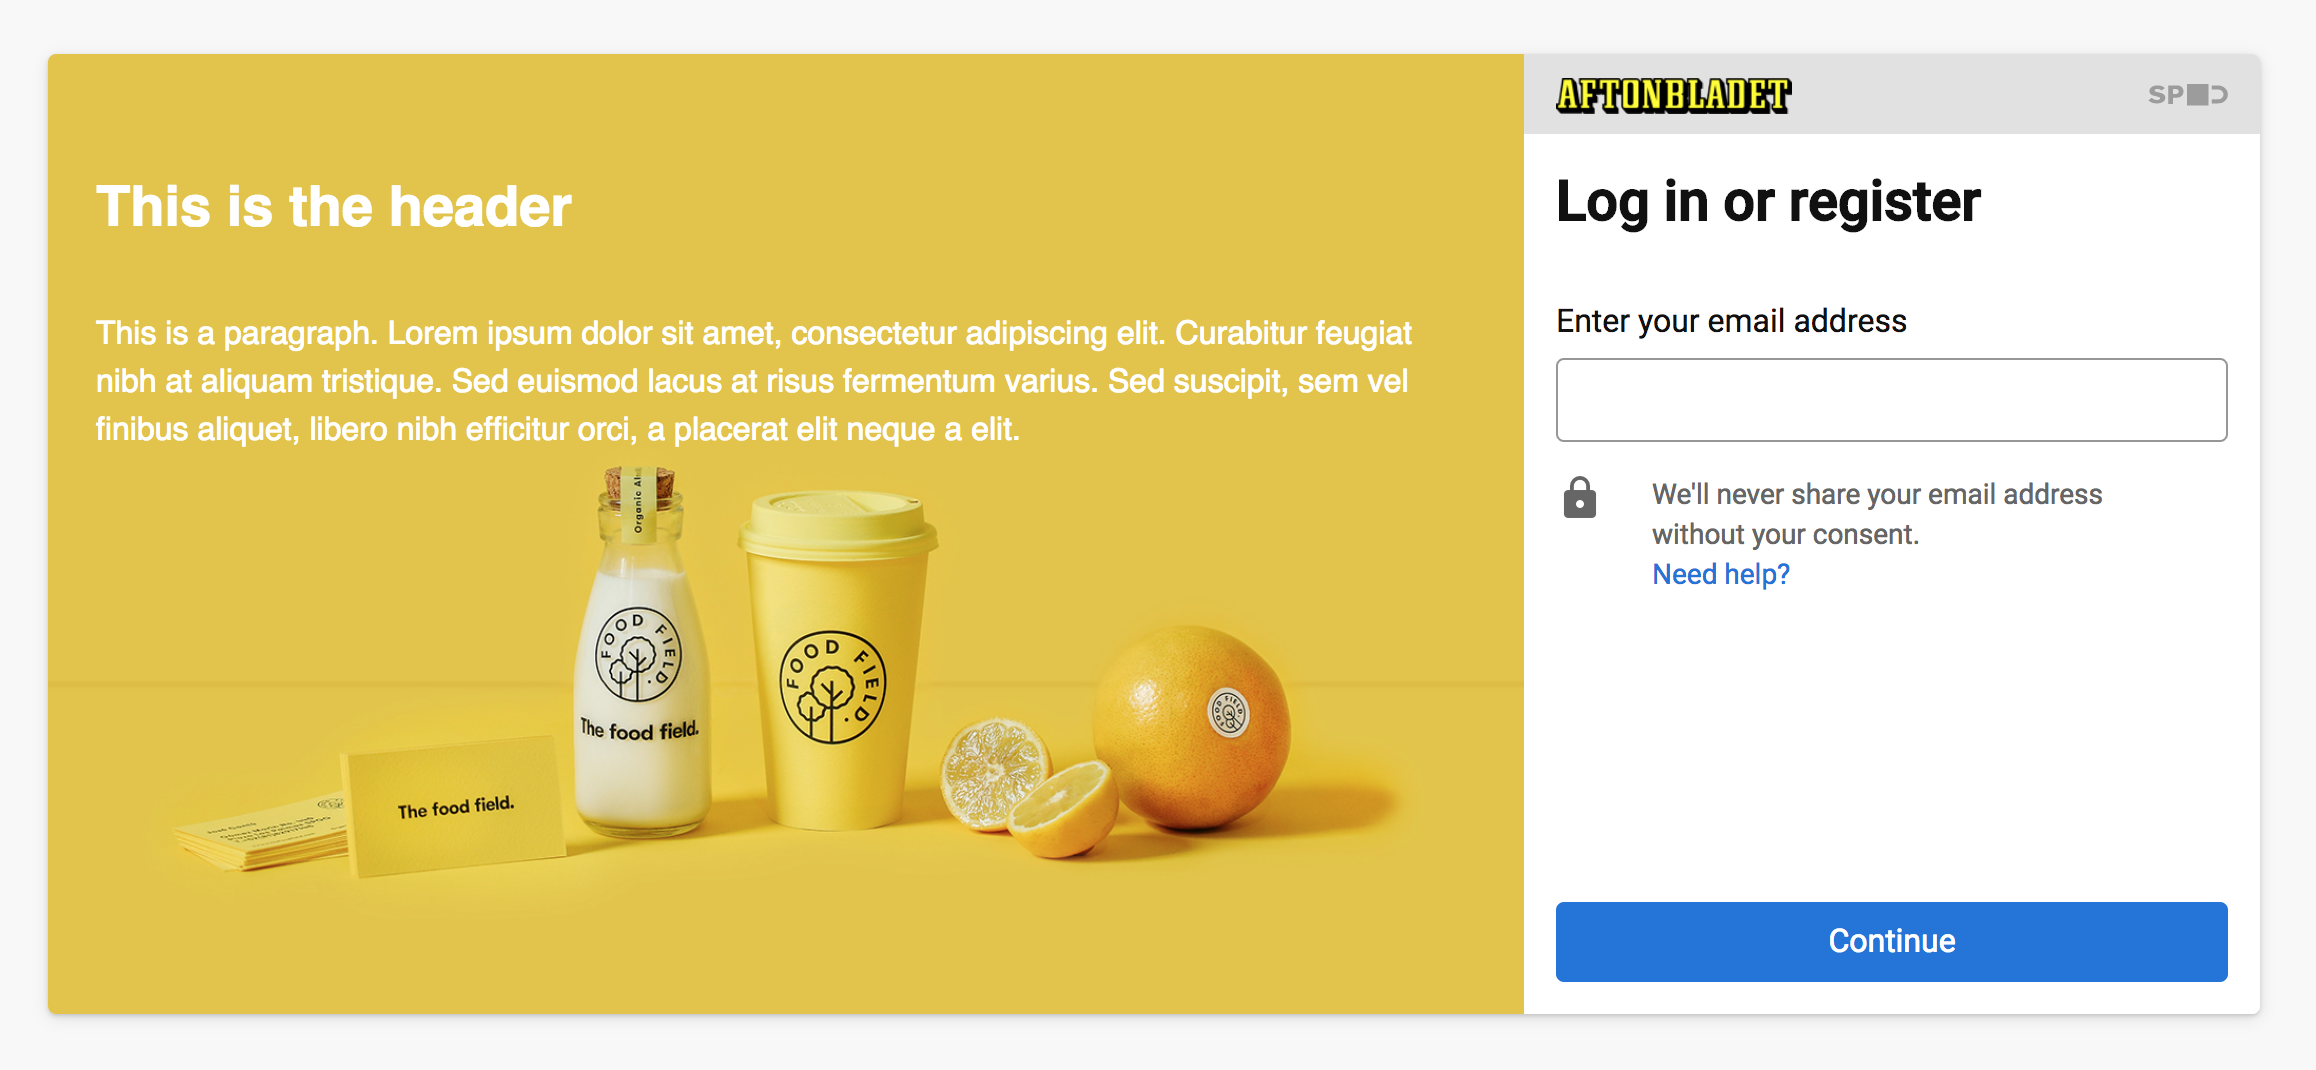 This is the header
This is a paragraph. Lorem ipsum dolor sit amet, consectetur adipiscing elit. Curabitur feugiat
nibh at aliquam tristique. Sed euismod lacus at risus fermentum varius. Sed suscipit, sem vel
finibus aliquet, libero nibh efficitur orci, a placerat elit neque a elit.
Organic
FOOD FIELD.
The food field.
FOOD FIELD.
FOOD FIELD.
The food field.
AFTONBLADET
SP
Log in or register
Enter your email address
We'll never share your email address
without your consent.
Need help?
Continue